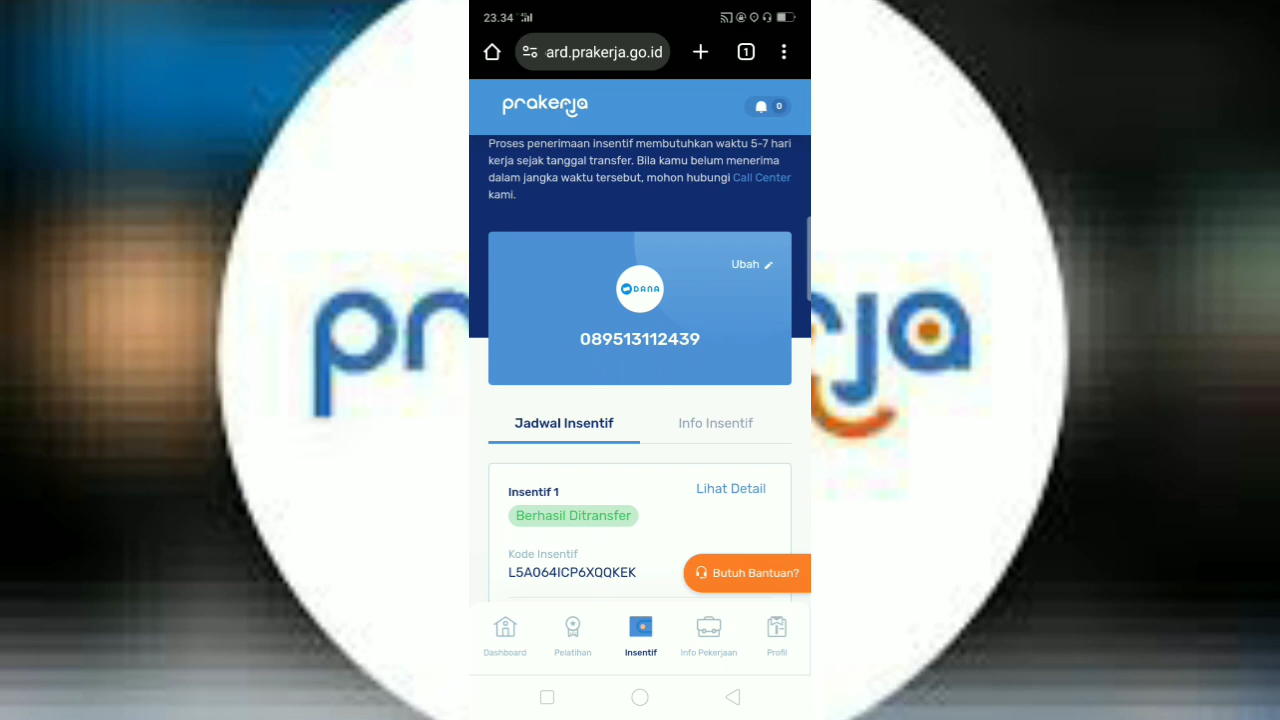 23.34
ard.prakerja.go.id
1
prakerja
0
Proses penerimaan insentif membutuhkan waktu 5-7 hari
kerja sejak tanggal transfer. Bila kamu belum menerima
dalam jangka waktu tersebut, mohon hubungi Call Center
kami.
Ubah
DANA
089513112439
Jadwal Insentif
Info Insentif
Insentif 1
Lihat Detail
Berhasil Ditransfer
Kode Insentif
L5A064ICP6XQQKEK
Butuh Bantuan?
Dashboard
Pelatihan
Insentif
Info Pekerjaan
Profil
pr
rja